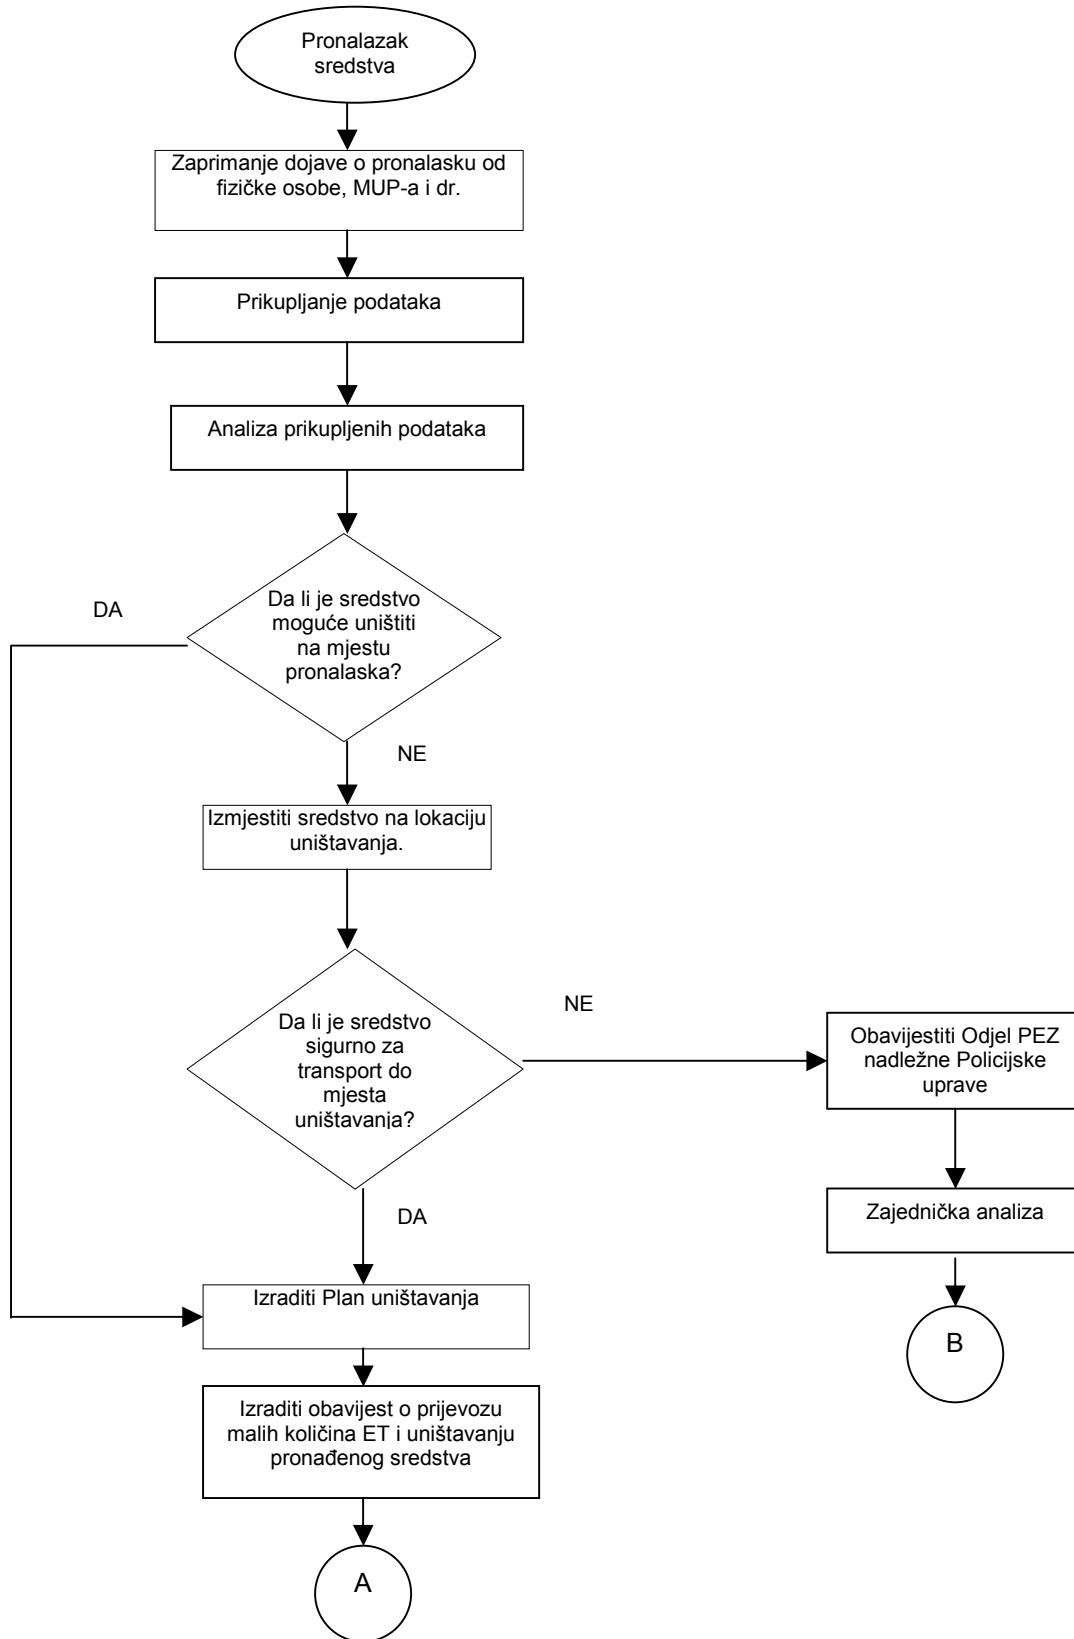 Pronalazak
sredstva
Zaprimanje dojave o pronalasku od
fizičke osobe, MUP-a i dr.
Prikupljanje podataka
Analiza prikupljenih podataka
DA
Da li je sredstvo
moguće uništiti
na mjestu
pronalaska?
NE
Izmjestiti sredstvo na lokaciju
uništavanja.
Da li je sredstvo
sigurno za
transport do
mjesta
uništavanja?
NE
Obavijestiti Odjel PEZ
nadležne Policijske
uprave
Zajednička analiza
B
DA
Izraditi Plan uništavanja
Izraditi obavijest o prijevozu
malih količina ET i uništavanju
pronađenog sredstva
A